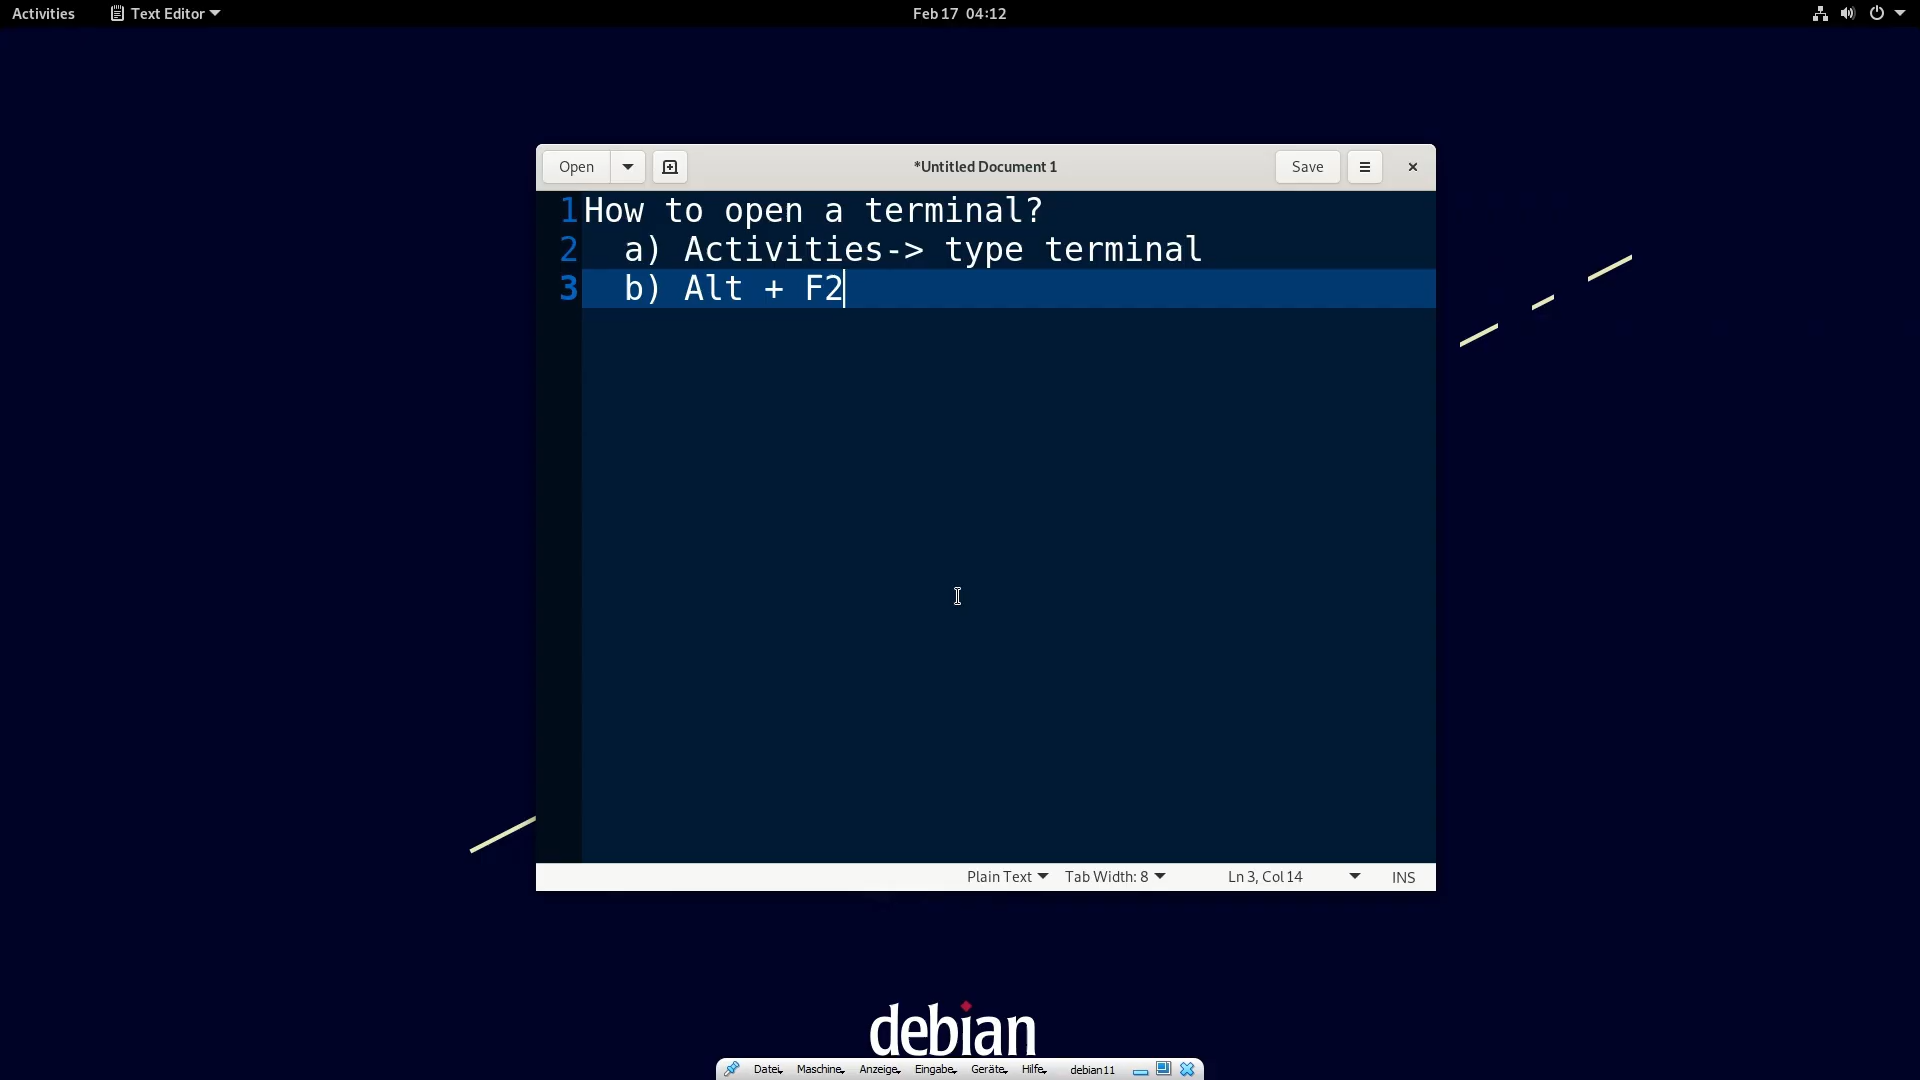 Activities Text Editor Feb 17 04:12
Open *Untitled Document 1 Save
1 How to open a terminal?
2 a) Activities-> type terminal
3 b) Alt + F2
Plain Text Tab Width: 8 Ln 3, Col 14 INS
debian
Datei Maschine Anzeige Eingabe Geräte Hilfe debian11